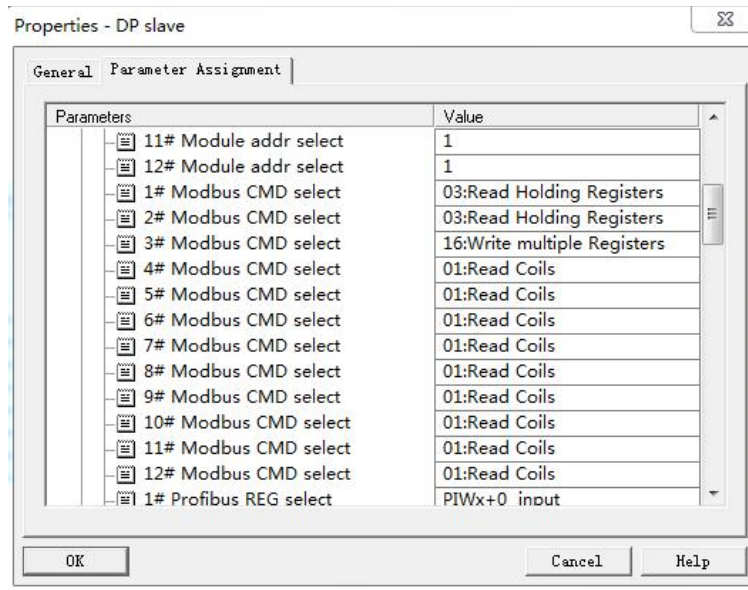 Properties - DP slave
General Parameter Assignment
Parameters Value
11# Module addr select 1
12# Module addr select 1
1# Modbus CMD select 03:Read Holding Registers
2# Modbus CMD select 03:Read Holding Registers
3# Modbus CMD select 16:Write multiple Registers
4# Modbus CMD select 01:Read Coils
5# Modbus CMD select 01:Read Coils
6# Modbus CMD select 01:Read Coils
7# Modbus CMD select 01:Read Coils
8# Modbus CMD select 01:Read Coils
9# Modbus CMD select 01:Read Coils
10# Modbus CMD select 01:Read Coils
11# Modbus CMD select 01:Read Coils
12# Modbus CMD select 01:Read Coils
1# Profibus REG select PIWx+0 input
OK Cancel Help